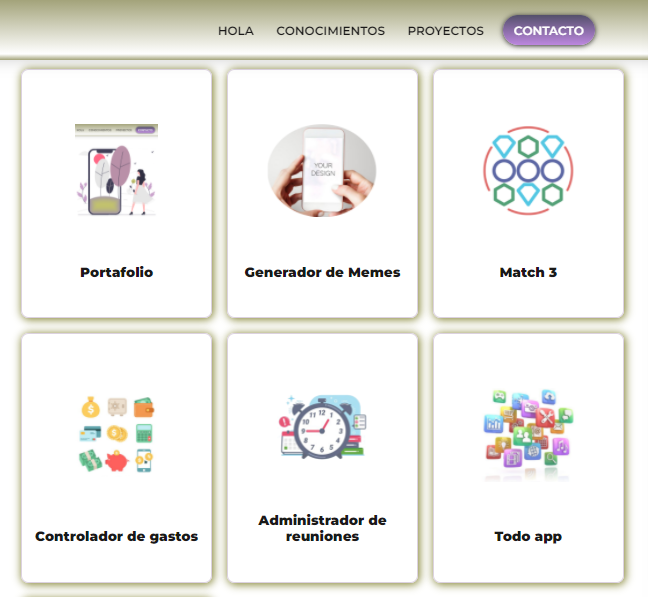 HOLA CONOCIMIENTOS PROYECTOS CONTACTO
YOUR
DESIGN
Portafolio
Generador de Memes
Match 3
12
Controlador de gastos
Administrador de
reuniones
Todo app